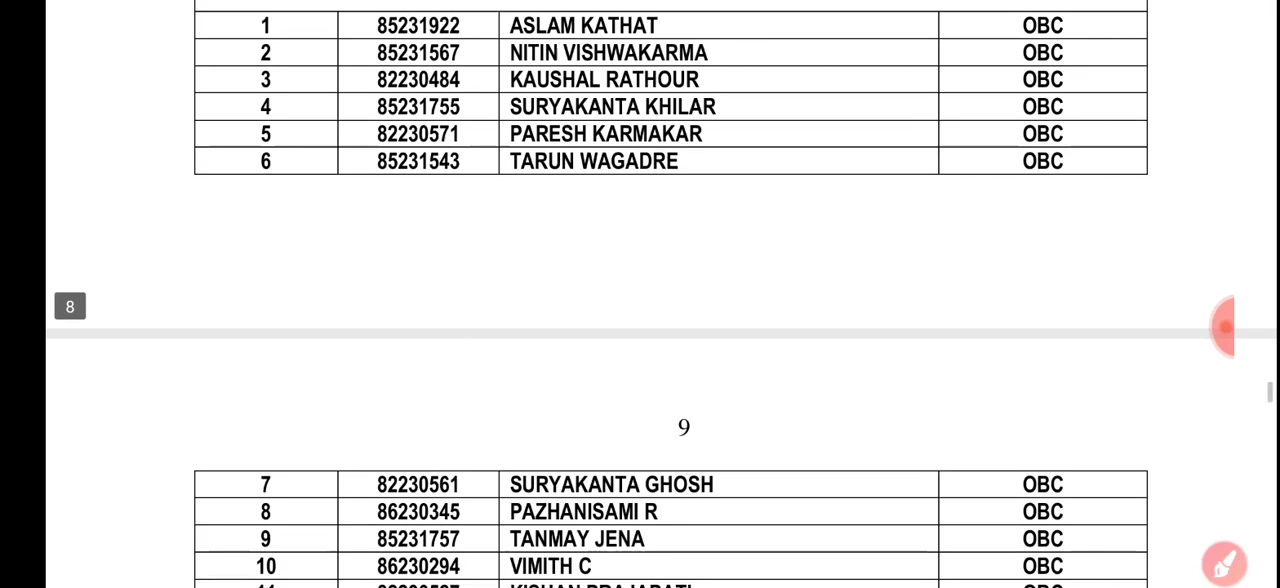 1 85231922 ASLAM KATHAT OBC
2 85231567 NITIN VISHWAKARMA OBC
3 82230484 KAUSHAL RATHOUR OBC
4 85231755 SURYAKANTA KHILAR OBC
5 82230571 PARESH KARMAKAR OBC
6 85231543 TARUN WAGADRE OBC
8
9
7 82230561 SURYAKANTA GHOSH OBC
8 86230345 PAZHANISAMI R OBC
9 85231757 TANMAY JENA OBC
10 86230294 VIMITH C OBC